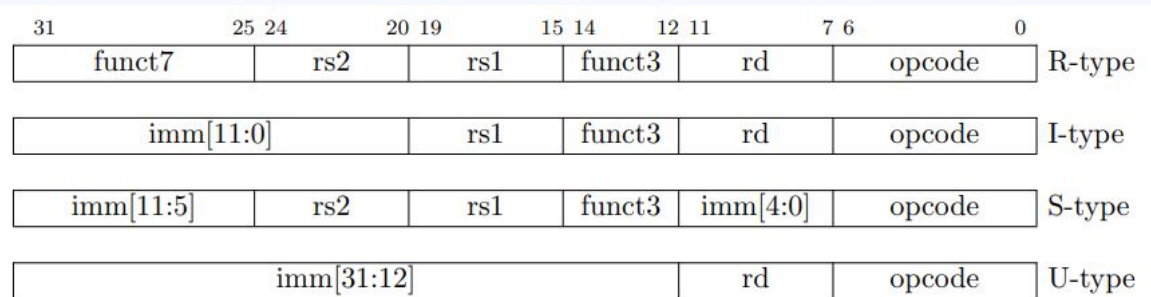 31 25 24 20 19 15 14 12 11 7 6 0
funct7 rs2 rs1 funct3 rd opcode R-type
imm[11:0] rs1 funct3 rd opcode I-type
imm[11:5] rs2 rs1 funct3 imm[4:0] opcode S-type
imm[31:12] rd opcode U-type